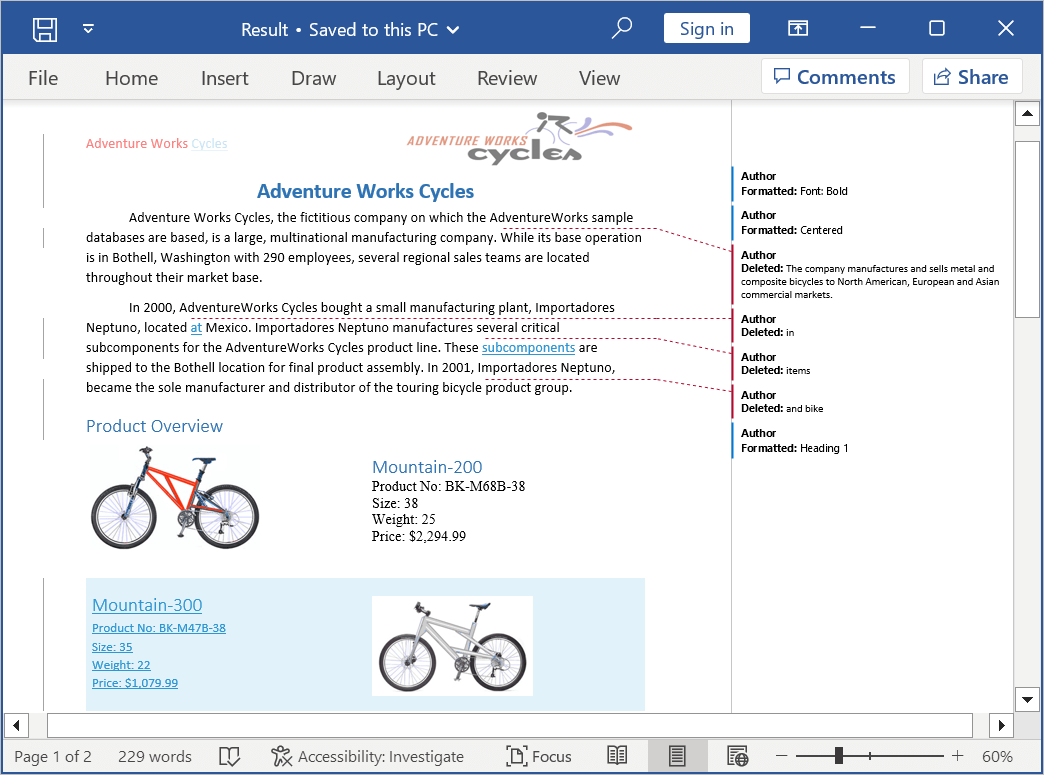 Result • Saved to this PC
Sign in
File Home Insert Draw Layout Review View Comments Share
Adventure Works Cycles
ADVENTURE WORKS
cycles
Adventure Works Cycles
Adventure Works Cycles, the fictitious company on which the AdventureWorks sample
databases are based, is a large, multinational manufacturing company. While its base operation
is in Bothell, Washington with 290 employees, several regional sales teams are located
throughout their market base.
In 2000, AdventureWorks Cycles bought a small manufacturing plant, Importadores
Neptuno, located at Mexico. Importadores Neptuno manufactures several critical
subcomponents for the AdventureWorks Cycles product line. These subcomponents are
shipped to the Bothell location for final product assembly. In 2001, Importadores Neptuno,
became the sole manufacturer and distributor of the touring bicycle product group.
Product Overview
Mountain-200
Product No: BK-M68B-38
Size: 38
Weight: 25
Price: $2,294.99
Mountain-300
Product No: BK-M47B-38
Size: 35
Weight: 22
Price: $1,079.99
Author
Formatted: Font: Bold
Author
Formatted: Centered
Author
Deleted: The company manufactures and sells metal and
composite bicycles to North American, European and Asian
commercial markets.
Author
Deleted: in
Author
Deleted: items
Author
Deleted: and bike
Author
Formatted: Heading 1
Page 1 of 2 229 words Accessibility: Investigate Focus 60%